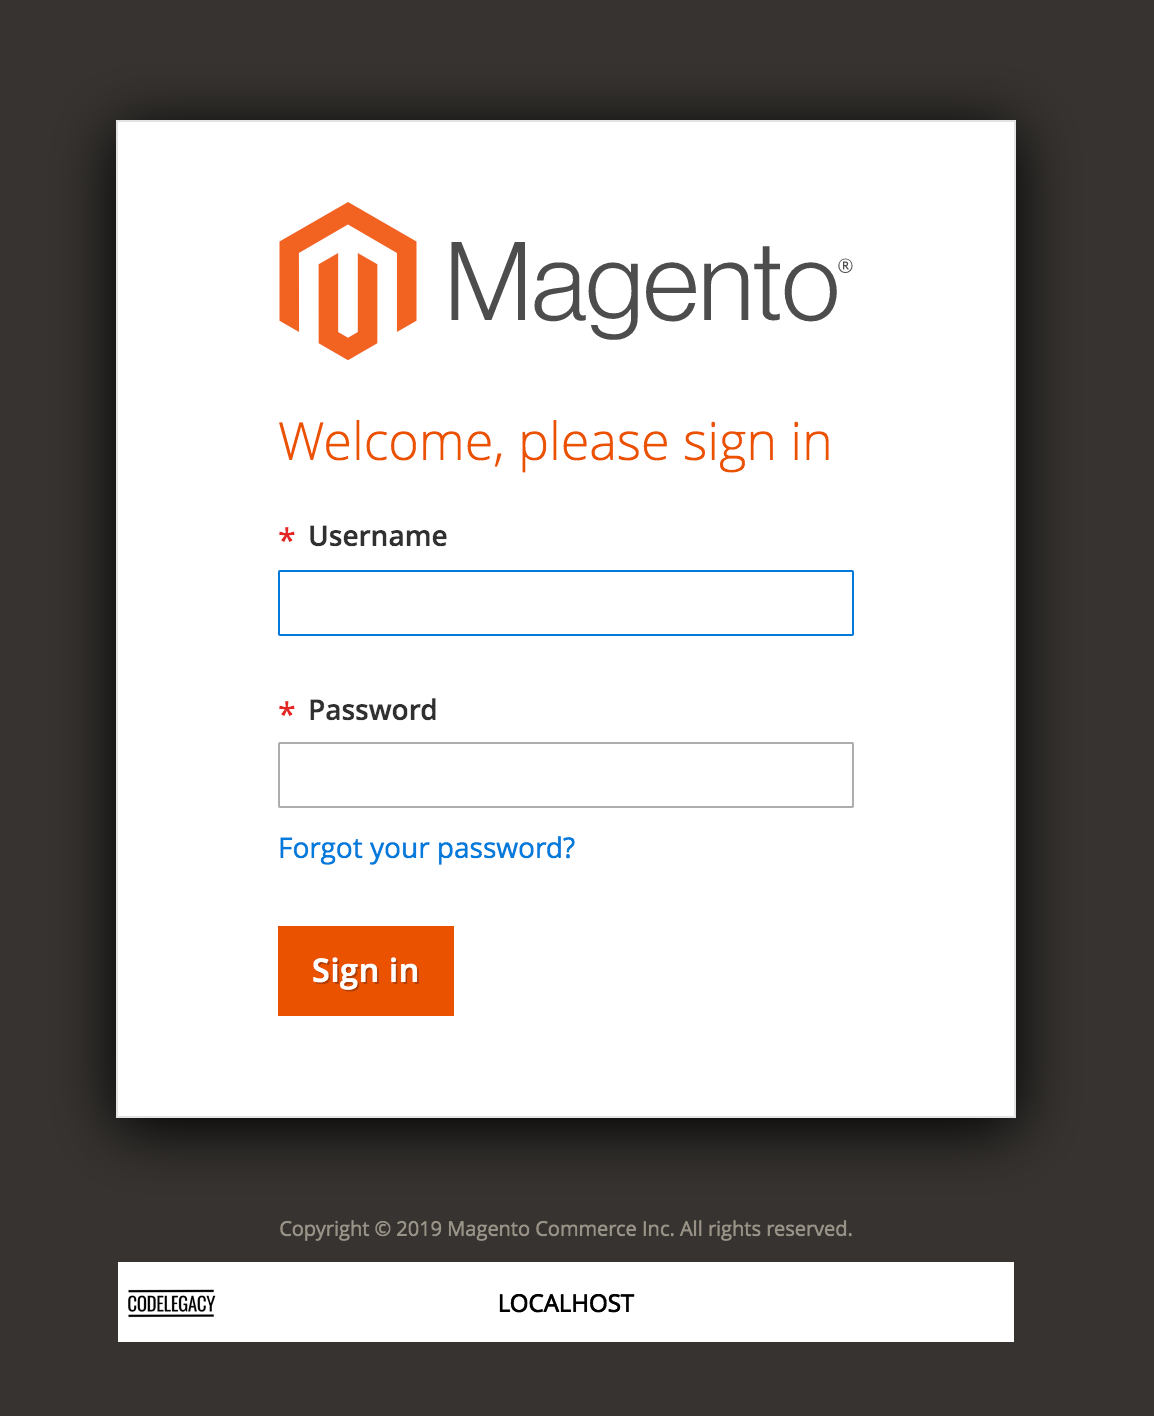 Magento®
Welcome, please sign in
* Username
* Password
Forgot your password?
Sign in
Copyright © 2019 Magento Commerce Inc. All rights reserved.
CODELEGACY
LOCALHOST